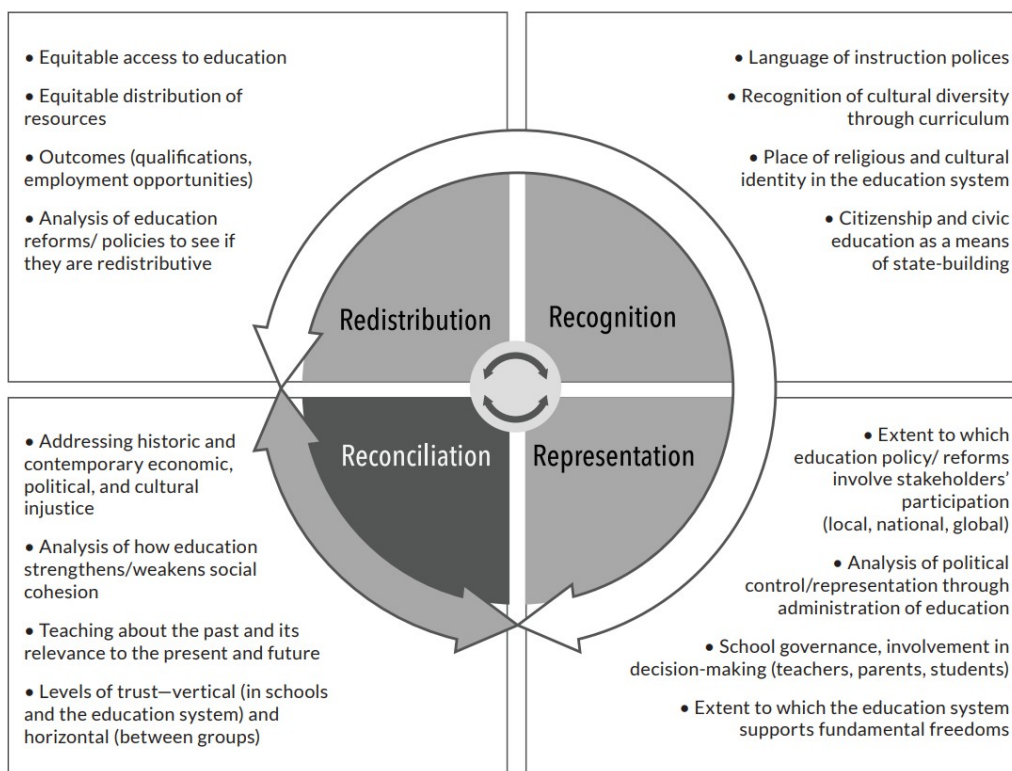 • Equitable access to education
• Equitable distribution of
resources
• Outcomes (qualifications,
employment opportunities)
• Analysis of education
reforms/ policies to see if
they are redistributive
• Language of instruction polices
• Recognition of cultural diversity
through curriculum
• Place of religious and cultural
identity in the education system
• Citizenship and civic
education as a means
of state-building
Redistribution
Recognition
Reconciliation
Representation
• Addressing historic and
contemporary economic,
political, and cultural
injustice
• Analysis of how education
strengthens/weakens social
cohesion
• Teaching about the past and its
relevance to the present and future
• Levels of trust—vertical (in schools
and the education system) and
horizontal (between groups)
• Extent to which
education policy/ reforms
involve stakeholders’
participation
(local, national, global)
• Analysis of political
control/representation through
administration of education
• School governance, involvement in
decision-making (teachers, parents, students)
• Extent to which the education system
supports fundamental freedoms